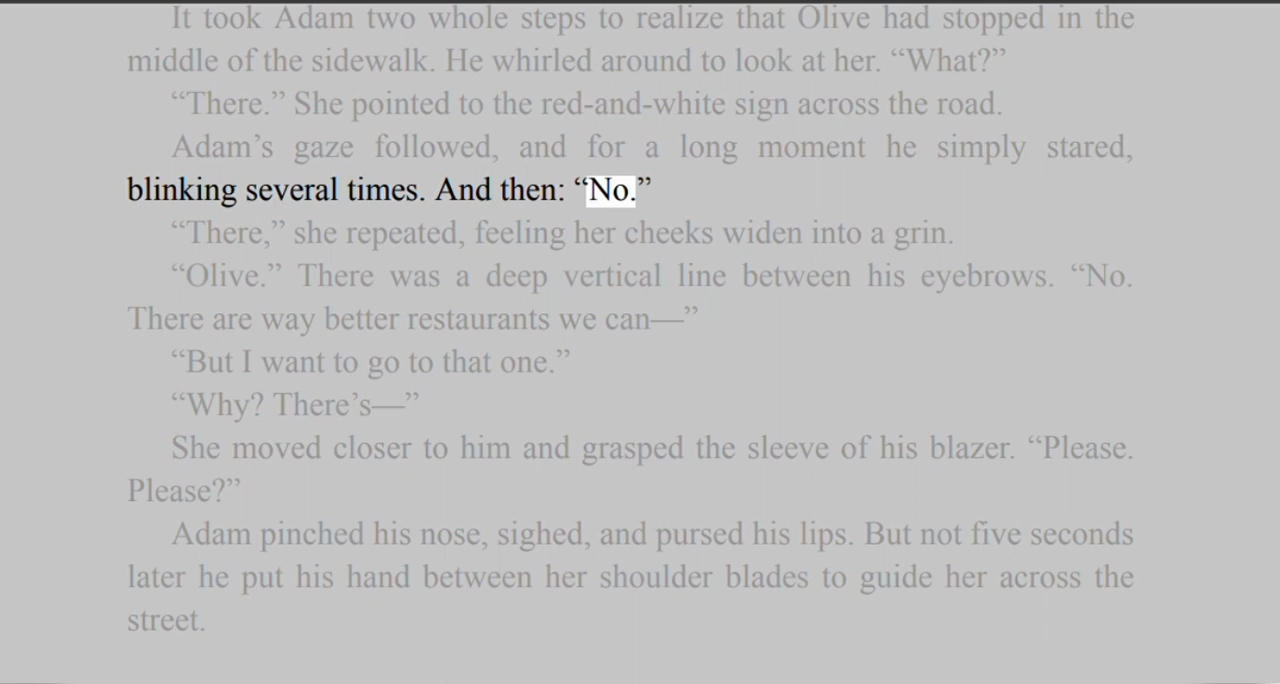 It took Adam two whole steps to realize that Olive had stopped in the
middle of the sidewalk. He whirled around to look at her. “What?”
“There.” She pointed to the red-and-white sign across the road.
Adam’s gaze followed, and for a long moment he simply stared,
blinking several times. And then: “No.”
“There,” she repeated, feeling her cheeks widen into a grin.
“Olive.” There was a deep vertical line between his eyebrows. “No.
There are way better restaurants we can—”
“But I want to go to that one.”
“Why? There’s—”
She moved closer to him and grasped the sleeve of his blazer. “Please.
Please?”
Adam pinched his nose, sighed, and pursed his lips. But not five seconds
later he put his hand between her shoulder blades to guide her across the
street.